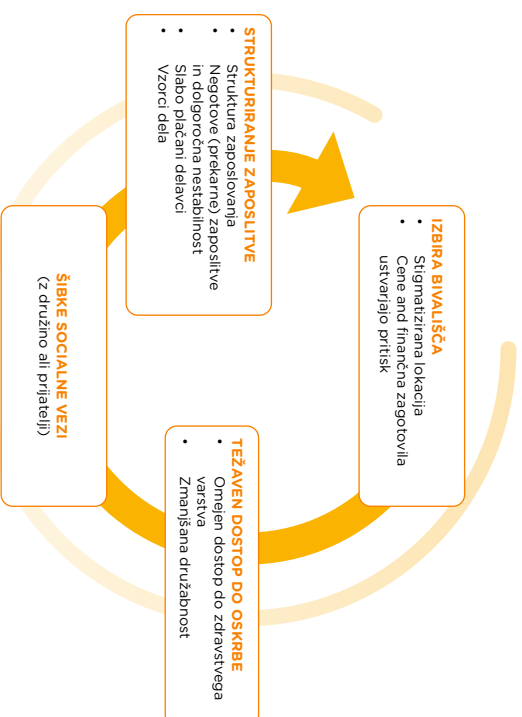 IZBIRA BIVALIŠČA
• Stigmatizirana lokacija
• Cene and finančna zagotovila
ustvarjajo pritisk
TEŽAVEN DOSTOP DO OSKRBE
• Omejen dostop do zdravstvega
varstva
• Zmanjšana družabnost
ŠIBKE SOCIALNE VEZI
(z družino ali prijatelji)
STRUKTURIRANJE ZAPOSLITVE
• Struktura zaposlovanja
• Negotove (prekarne) zaposlitve
in dolgoročna nestabilnost
• Slabo plačani delavci
• Vzorci dela